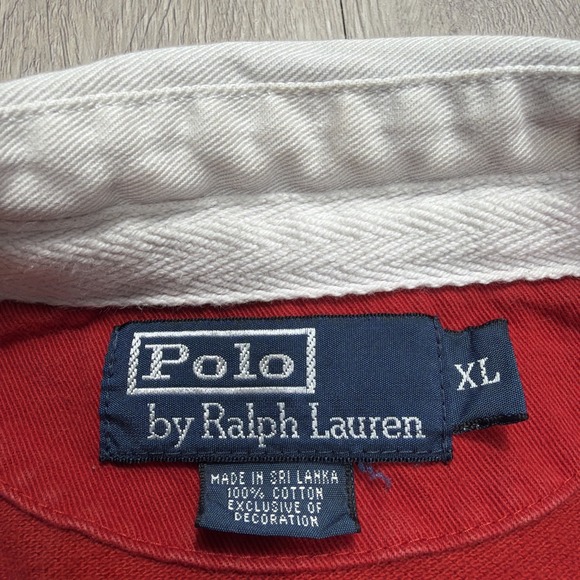 Polo
by Ralph Lauren
XL
MADE IN SRI LANKA
100% COTTON
EXCLUSIVE OF
DECORATION